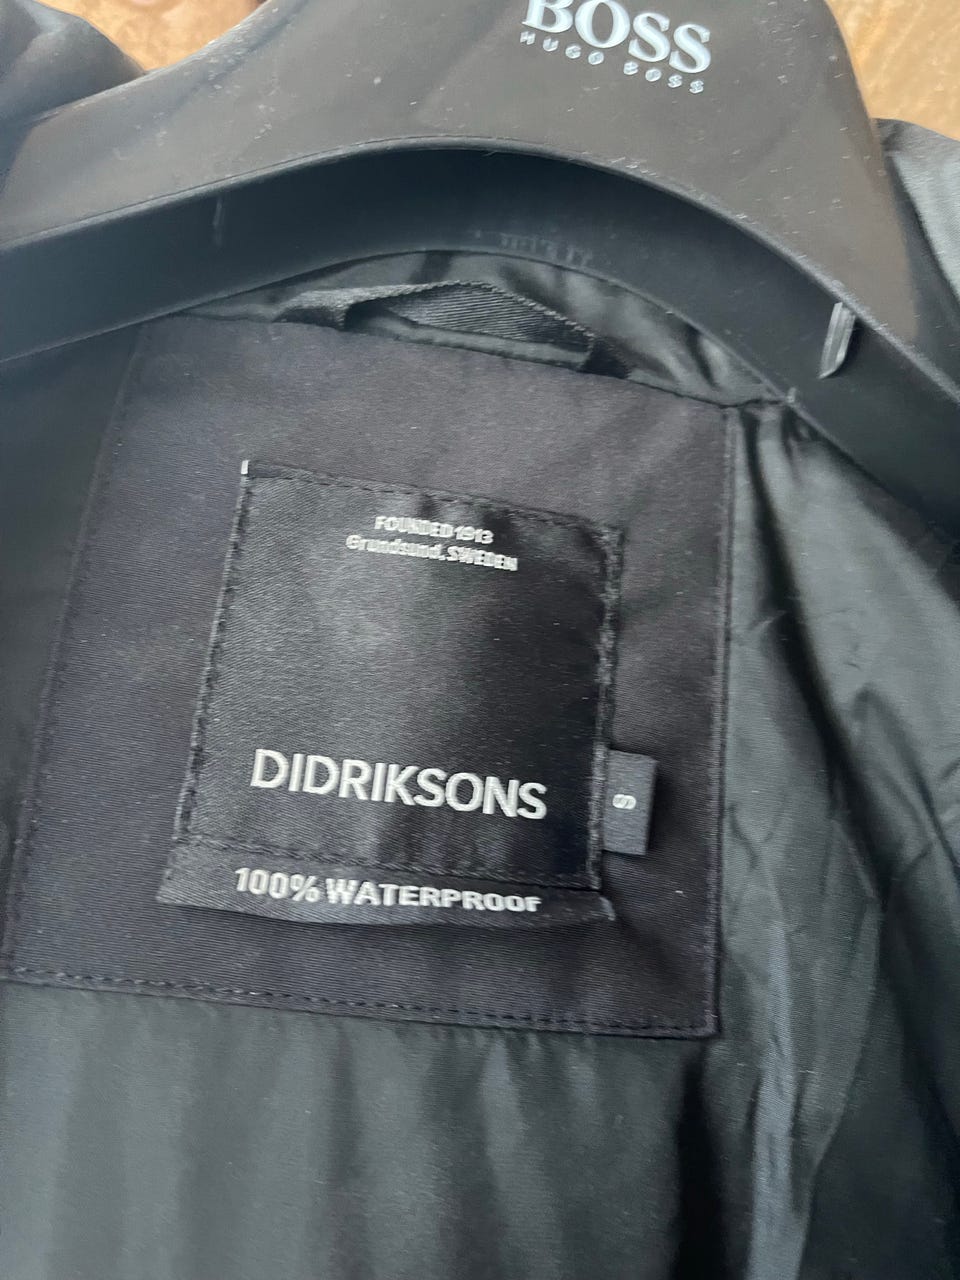 BOSS
HUGO BOSS
FOUNDED 1913
Grundsund, SWEDEN
DIDRIKSONS
S
100% WATERPROOF